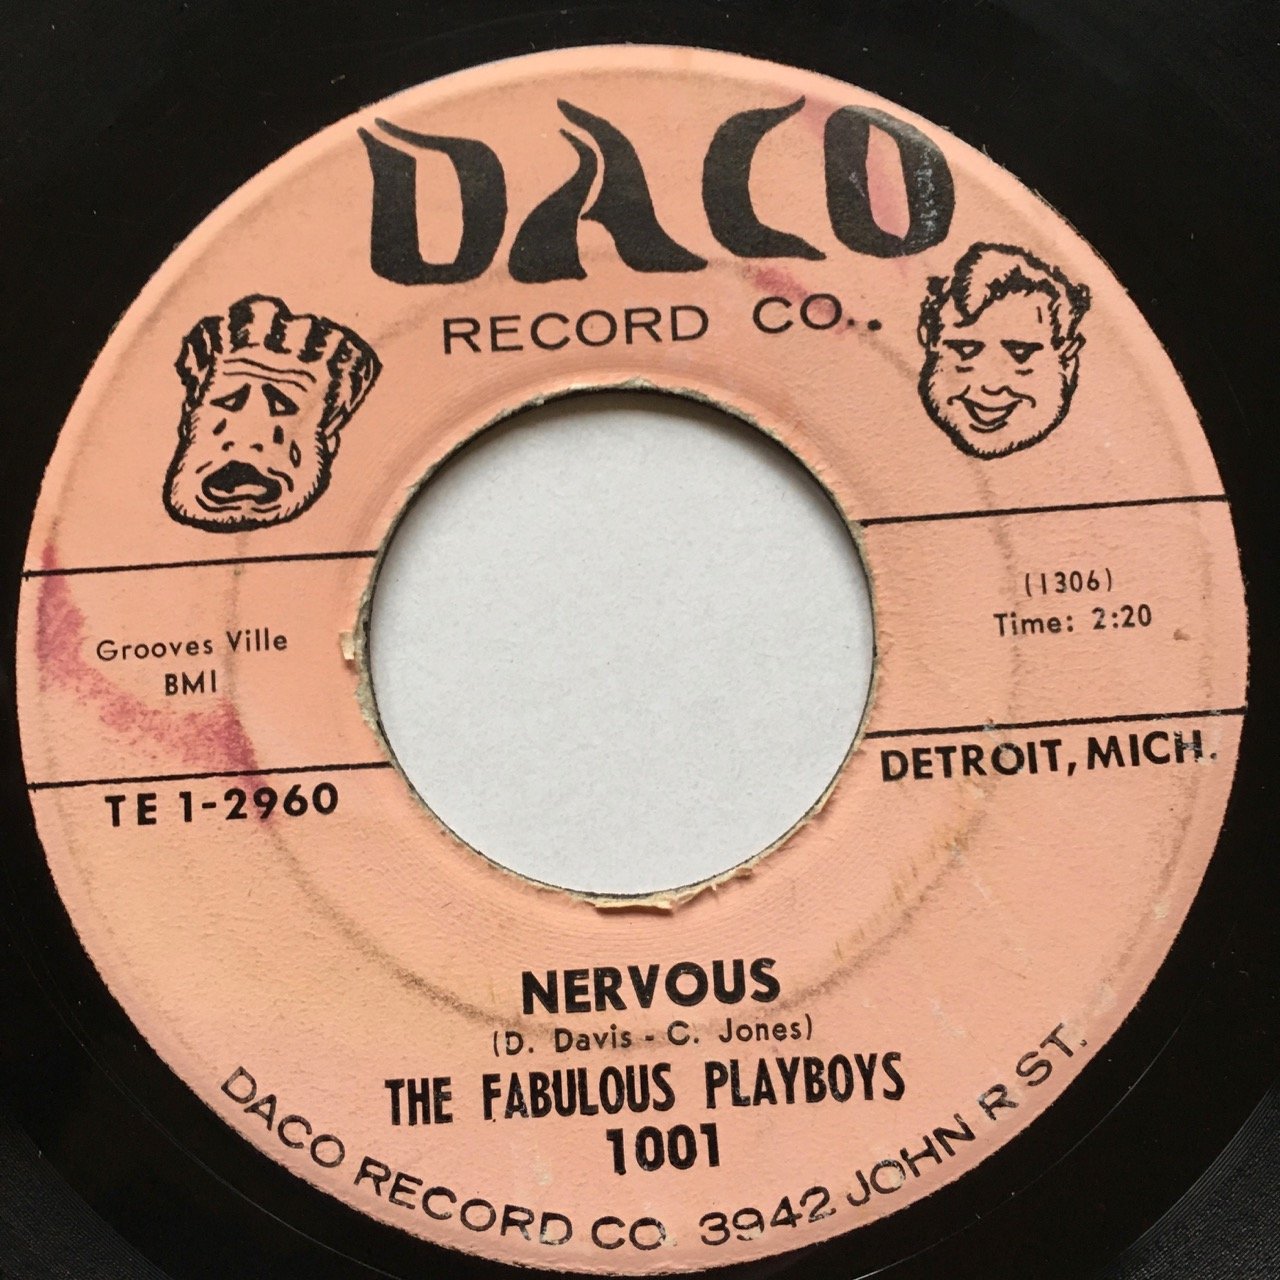 DACO
RECORD CO..
(1306)
Time: 2:20
Grooves Ville
BMI
DETROIT, MICH.
TE 1-2960
NERVOUS
(D. Davis - C. Jones)
THE FABULOUS PLAYBOYS
1001
DACO RECORD CO. 3942 JOHN R ST.